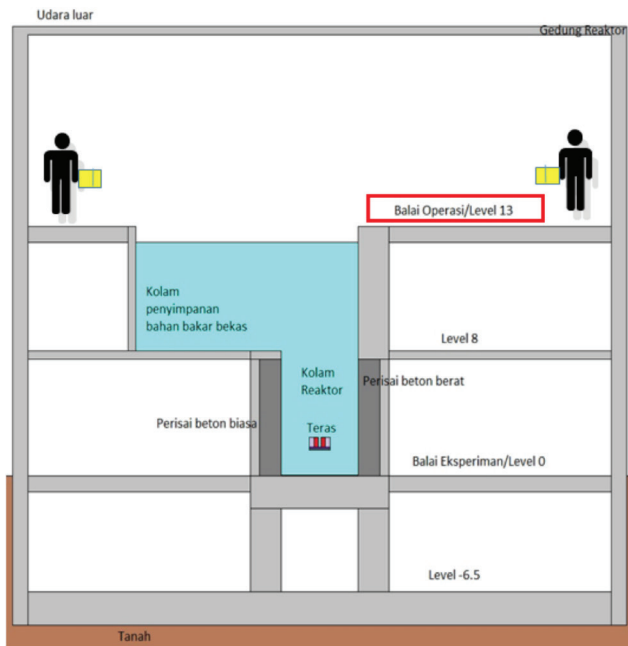 Udara luar
Gedung Reaktor
Balai Operasi/Level 13
Kolam
penyimpanan
bahan bakar bekas
Level 8
Kolam
Reaktor
Perisai beton berat
Perisai beton biasa
Teras
Balai Eksperiman/Level 0
Level -6.5
Tanah